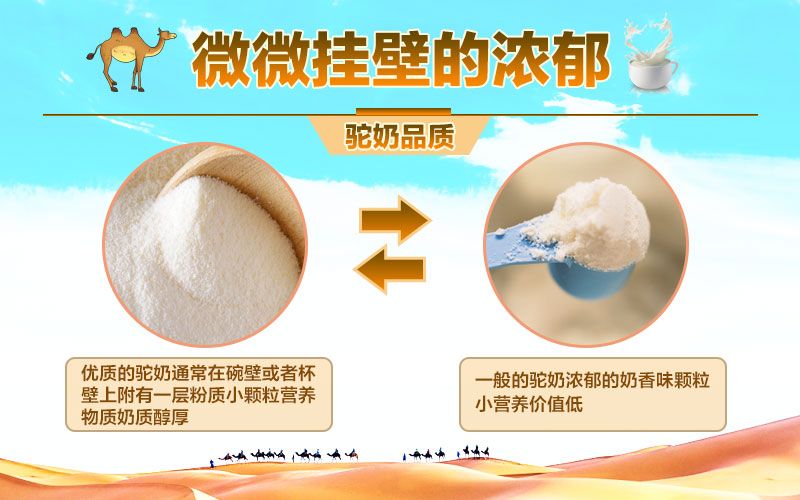 微微挂壁的浓郁
驼奶品质
优质的驼奶通常在碗壁或者杯
壁上附有一层粉质小颗粒营养
物质奶质醇厚
一般的驼奶浓郁的奶香味颗粒
小营养价值低